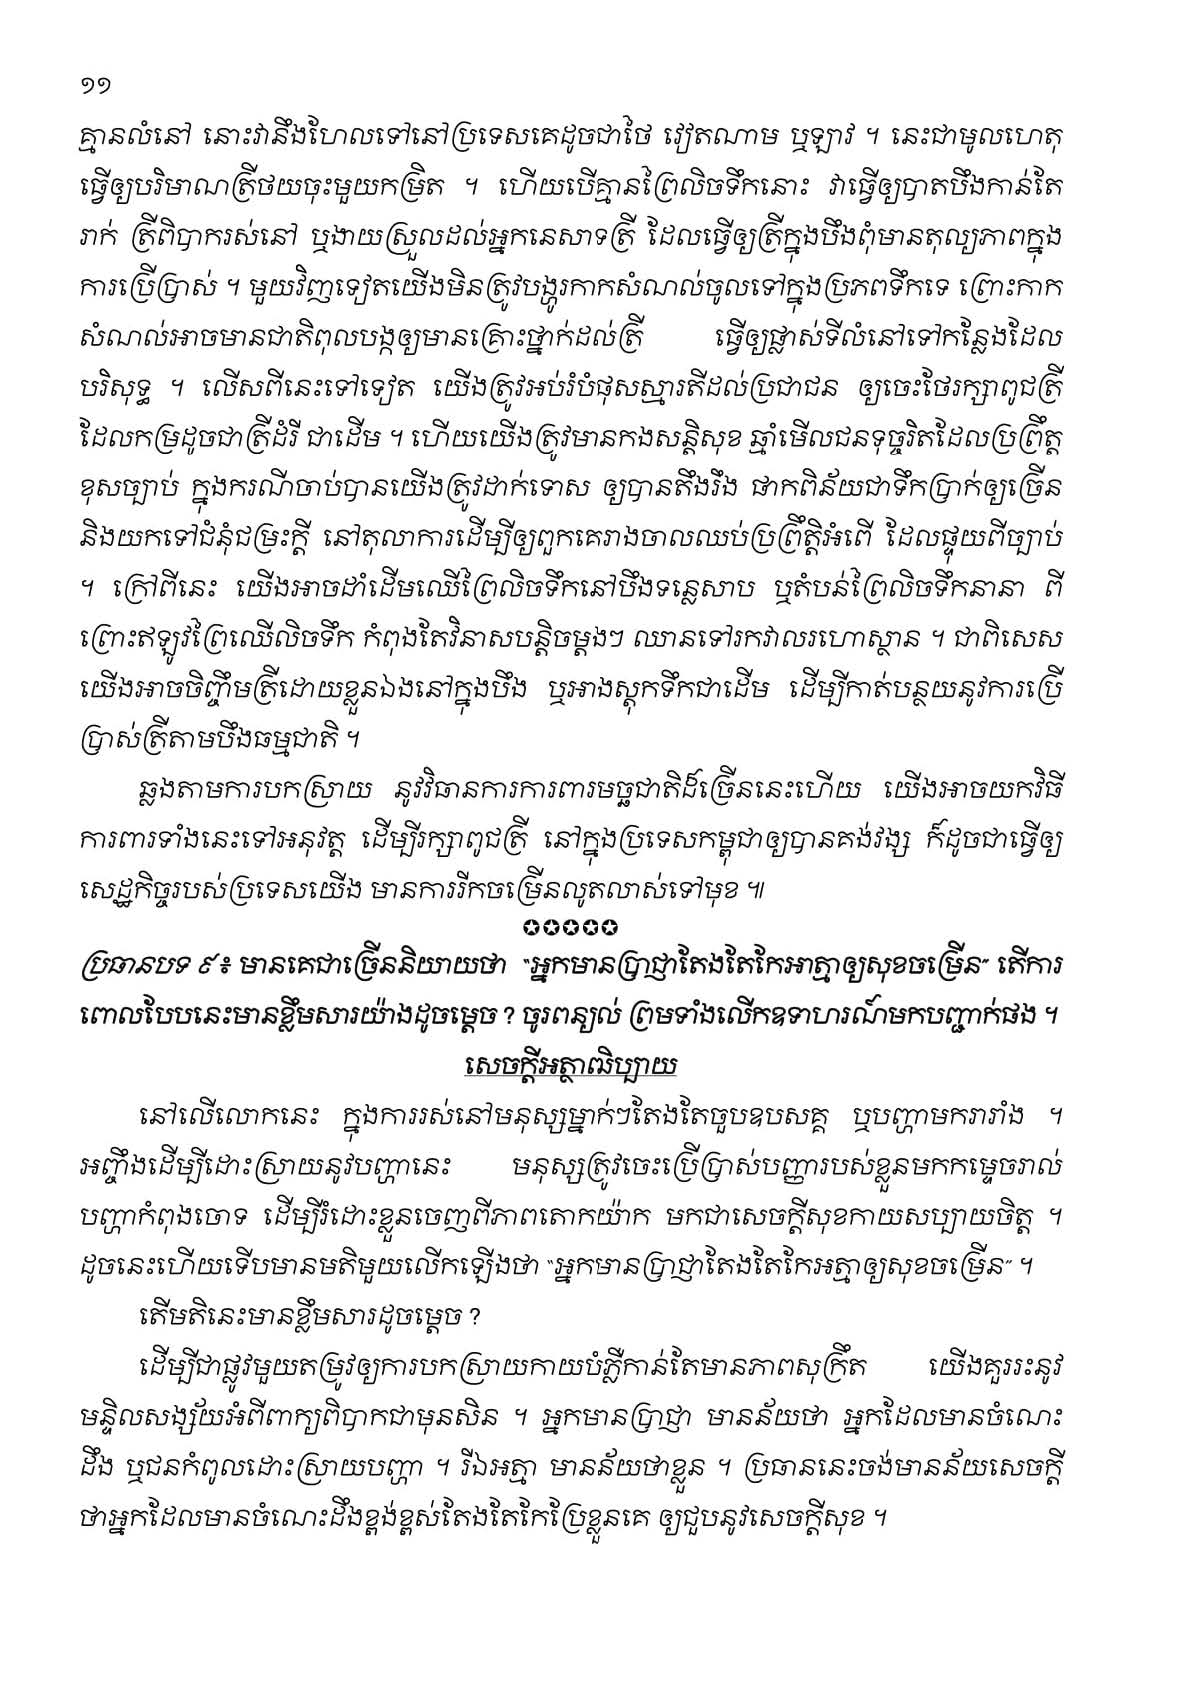 ១១
គ្មានលំនៅ នោះវានឹងហែលទៅនៅប្រទេសគេដូចជាថៃ វៀតណាម ឬឡាវ ។ នេះជាមូលហេតុ
ធ្វើឲ្យបរិមាណត្រីថយចុះមួយកម្រិត ។ ហើយបើគ្មានព្រៃលិចទឹកនោះ វាធ្វើឲ្យបាតបឹងកាន់តែ
រាក់ ត្រីពិបាករស់នៅ ឬងាយស្រួលដល់អ្នកនេសាទត្រី ដែលធ្វើឲ្យត្រីក្នុងបឹងពុំមានតុល្យភាពក្នុង
ការប្រើប្រាស់ ។ មួយវិញទៀតយើងមិនត្រូវបង្ហូរកាកសំណល់ចូលទៅក្នុងប្រភពទឹកទេ ព្រោះកាក
សំណល់អាចមានជាតិពុលបង្កឲ្យមានគ្រោះថ្នាក់ដល់ត្រី ធ្វើឲ្យផ្លាស់ទីលំនៅទៅកន្លែងដែល
បរិសុទ្ធ ។ លើសពីនេះទៅទៀត យើងត្រូវអប់រំបំផុសស្មារតីដល់ប្រជាជន ឲ្យចេះថែរក្សាពូជត្រី
ដែលកម្រដូចជាត្រីដំរី ជាដើម ។ ហើយយើងត្រូវមានកងសន្តិសុខ ឆ្មាំមើលជនទុច្ចរិតដែលប្រព្រឹត្ត
ខុសច្បាប់ ក្នុងករណីចាប់បានយើងត្រូវដាក់ទោស ឲ្យបានតឹងរឹង ផាកពិន័យជាទឹកប្រាក់ឲ្យច្រើន
និងយកទៅជំនុំជម្រះក្តី នៅតុលាការដើម្បីឲ្យពួកគេរាងចាលឈប់ប្រព្រឹត្តិអំពើ ដែលផ្ទុយពីច្បាប់
។ ក្រៅពីនេះ យើងអាចដាំដើមឈើព្រៃលិចទឹកនៅបឹងទន្លេសាប ឬតំបន់ព្រៃលិចទឹកនានា ពី
ព្រោះឥឡូវព្រៃឈើលិចទឹក កំពុងតែវិនាសបន្តិចម្តងៗ ឈានទៅរកវាលរហោស្ថាន ។ ជាពិសេស
យើងអាចចិញ្ចឹមត្រីដោយខ្លួនឯងនៅក្នុងបឹង ឬអាងស្តុកទឹកជាដើម ដើម្បីកាត់បន្ថយនូវការប្រើ
ប្រាស់ត្រីតាមបឹងធម្មជាតិ ។
ឆ្លងតាមការបកស្រាយ នូវវិធានការការពារមច្ឆជាតិដ៏ច្រើននេះហើយ យើងអាចយកវិធី
ការពារទាំងនេះទៅអនុវត្ត ដើម្បីរក្សាពូជត្រី នៅក្នុងប្រទេសកម្ពុជាឲ្យបានគង់វង្ស ក៏ដូចជាធ្វើឲ្យ
សេដ្ឋកិច្ចរបស់ប្រទេសយើង មានការរីកចម្រើនលូតលាស់ទៅមុខ ៕
✪✪✪✪✪
ប្រធានបទ ៩៖ មានគេជាច្រើននិយាយថា “អ្នកមានប្រាជ្ញាតែងតែកែអាត្មាឲ្យសុខចម្រើន” តើការ
ពោលបែបនេះមានខ្លឹមសារយ៉ាងដូចម្តេច ? ចូរពន្យល់ ព្រមទាំងលើកឧទាហរណ៍មកបញ្ជាក់ផង ។
សេចក្តីអត្ថាធិប្បាយ
នៅលើលោកនេះ ក្នុងការរស់នៅមនុស្សម្នាក់ៗតែងតែចួបឧបសគ្គ ឬបញ្ហាមករារាំង ។
អញ្ចឹងដើម្បីដោះស្រាយនូវបញ្ហានេះ មនុស្សត្រូវចេះប្រើប្រាស់បញ្ញារបស់ខ្លួនមកកម្ចេចរាល់
បញ្ហាកំពុងចោទ ដើម្បីរំដោះខ្លួនចេញពីភាពតោកយ៉ាក មកជាសេចក្តីសុខកាយសប្បាយចិត្ត ។
ដូចនេះហើយទើបមានមតិមួយលើកឡើងថា “អ្នកមានប្រាជ្ញាតែងតែកែអត្មាឲ្យសុខចម្រើន” ។
តើមតិនេះមានខ្លឹមសារដូចម្តេច ?
ដើម្បីជាផ្លូវមួយតម្រូវឲ្យការបកស្រាយកាយបំភ្លឺកាន់តែមានភាពសុក្រឹត យើងគួររះនូវ
មន្ទិលសង្ស័យអំពីពាក្យពិបាកជាមុនសិន ។ អ្នកមានប្រាជ្ញា មានន័យថា អ្នកដែលមានចំណេះ
ដឹង ឬជនកំពូលដោះស្រាយបញ្ហា ។ រីឯអត្មា មានន័យថាខ្លួន ។ ប្រធាននេះចង់មានន័យសេចក្តី
ថាអ្នកដែលមានចំណេះដឹងខ្ពង់ខ្ពស់តែងតែកែប្រែខ្លួនគេ ឲ្យជួបនូវសេចក្តីសុខ ។